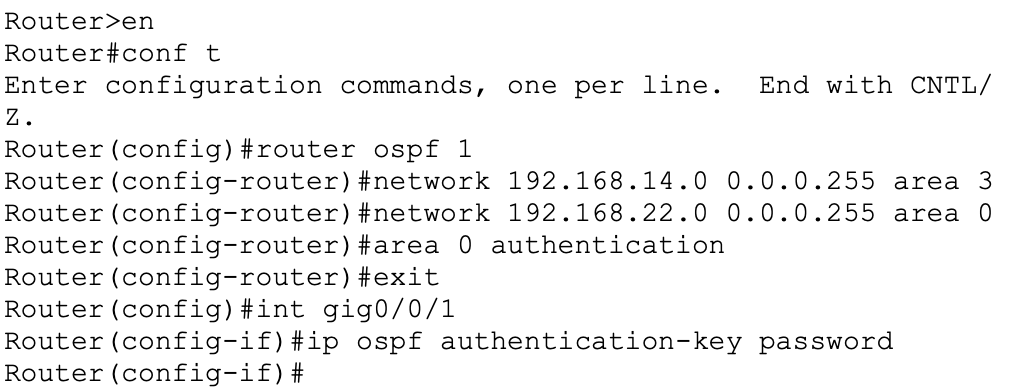 Router>en
Router#conf t
Enter configuration commands, one per line.  End with CNTL/
Z.
Router(config)#router ospf 1
Router(config-router)#network 192.168.14.0 0.0.0.255 area 3
Router(config-router)#network 192.168.22.0 0.0.0.255 area 0
Router(config-router)#area 0 authentication
Router(config-router)#exit
Router(config)#int gig0/0/1
Router(config-if)#ip ospf authentication-key password
Router(config-if)#